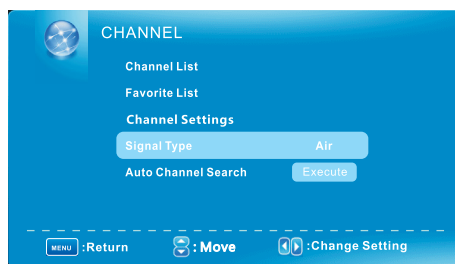 CHANNEL
Channel List
Favorite List
Channel Settings
Signal Type Air
Auto Channel Search Execute
MENU :Return : Move :Change Setting